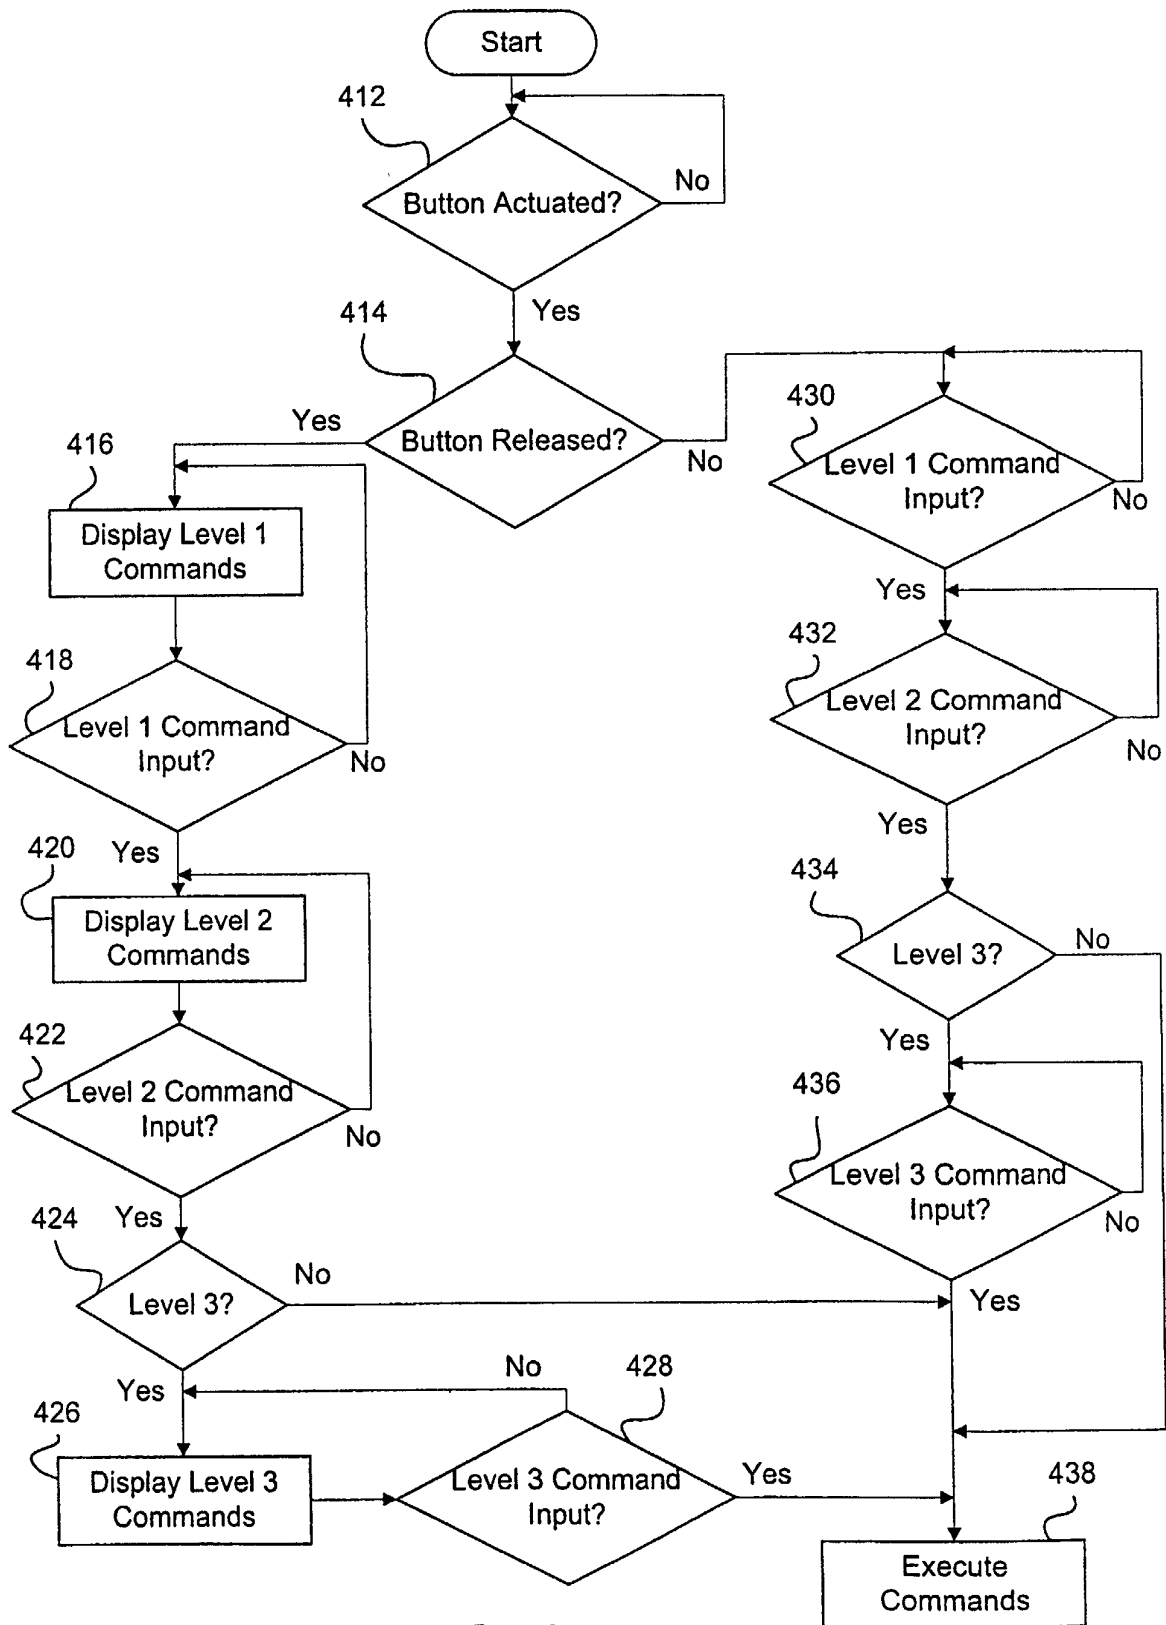 Start
412
Button Actuated?
No
Yes
414
Button Released?
Yes
No
416
Display Level 1
Commands
418
Level 1 Command
Input?
No
Yes
420
Display Level 2
Commands
422
Level 2 Command
Input?
No
Yes
424
Level 3?
No
Yes
426
Display Level 3
Commands
428
No
Level 3 Command
Input?
Yes
430
Level 1 Command
Input?
No
Yes
432
Level 2 Command
Input?
No
Yes
434
Level 3?
No
Yes
436
Level 3 Command
Input?
No
Yes
438
Execute
Commands